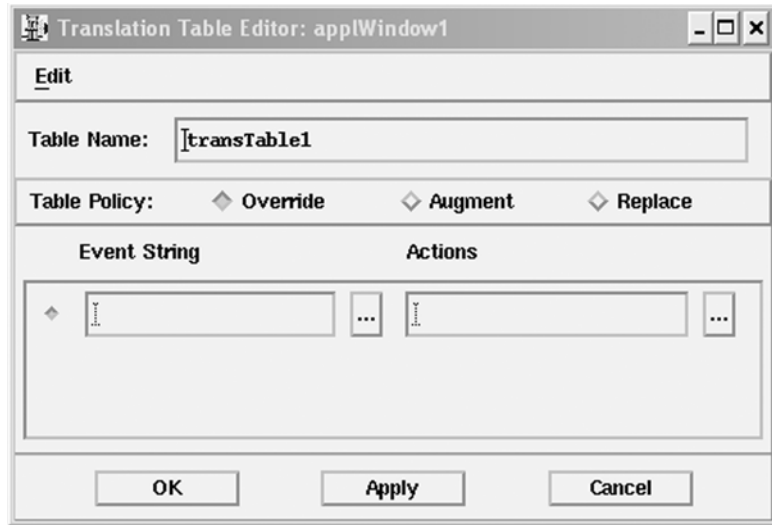 Translation Table Editor: applWindow1
Edit
Table Name: transTable1
Table Policy: Override Augment Replace
Event String Actions
... ...
OK Apply Cancel